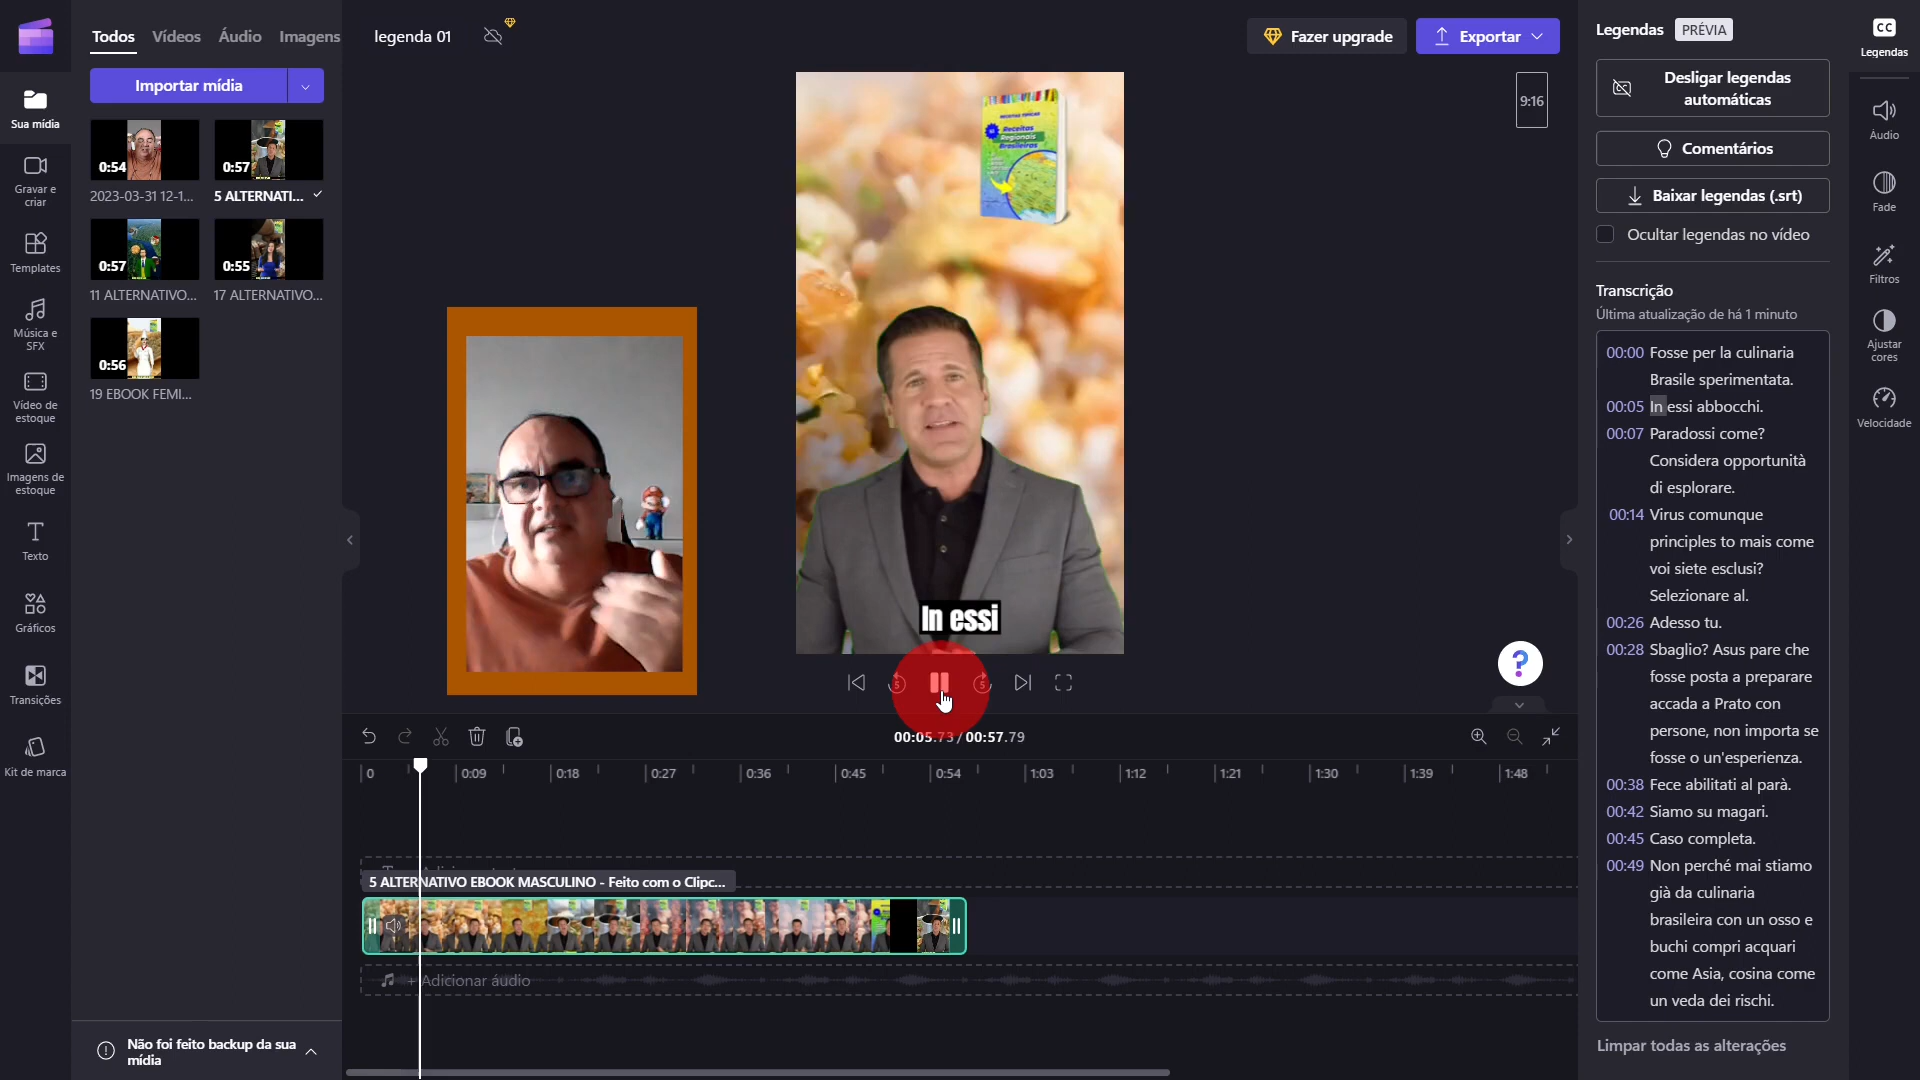 Todos Vídeos Áudio Imagens
legenda 01
Fazer upgrade
Exportar
Importar mídia
Sua mídia
Gravar e
criar
Templates
Música e
SFX
Vídeo de
estoque
Imagens de
estoque
Texto
Gráficos
Transições
Kit de marca
0:54
0:57
2023-03-31 12-1...
5 ALTERNATI...
0:57
0:55
11 ALTERNATIVO...
17 ALTERNATIVO...
0:56
19 EBOOK FEMI...
Não foi feito backup da sua
mídia
9:16
RECEITAS TÍPICAS
Receitas
Regionais
Brasileiras
In essi
5
5
?
00:05.73 / 00:57.79
0 0:09 0:18 0:27 0:36 0:45 0:54 1:03 1:12 1:21 1:30 1:39 1:48
5 ALTERNATIVO EBOOK MASCULINO - Feito com o Clipc...
+ Adicionar áudio
Legendas PRÉVIA
Desligar legendas
automáticas
Comentários
Baixar legendas (.srt)
Ocultar legendas no vídeo
Transcrição
Última atualização de há 1 minuto
00:00 Fosse per la culinaria
Brasile sperimentata.
00:05 In essi abbocchi.
00:07 Paradossi come?
Considera opportunità
di esplorare.
00:14 Virus comunque
principles to mais come
voi siete esclusi?
Selezionare al.
00:26 Adesso tu.
00:28 Sbaglio? Asus pare che
fosse posta a preparare
accada a Prato con
persone, non importa se
fosse o un'esperienza.
00:38 Fece abilitati al parà.
00:42 Siamo su magari.
00:45 Caso completa.
00:49 Non perché mai stiamo
già da culinaria
brasileira con un osso e
buchi compri acquari
come Asia, cosina come
un veda dei rischi.
Limpar todas as alterações
CC
Legendas
Áudio
Fade
Filtros
Ajustar
cores
Velocidade